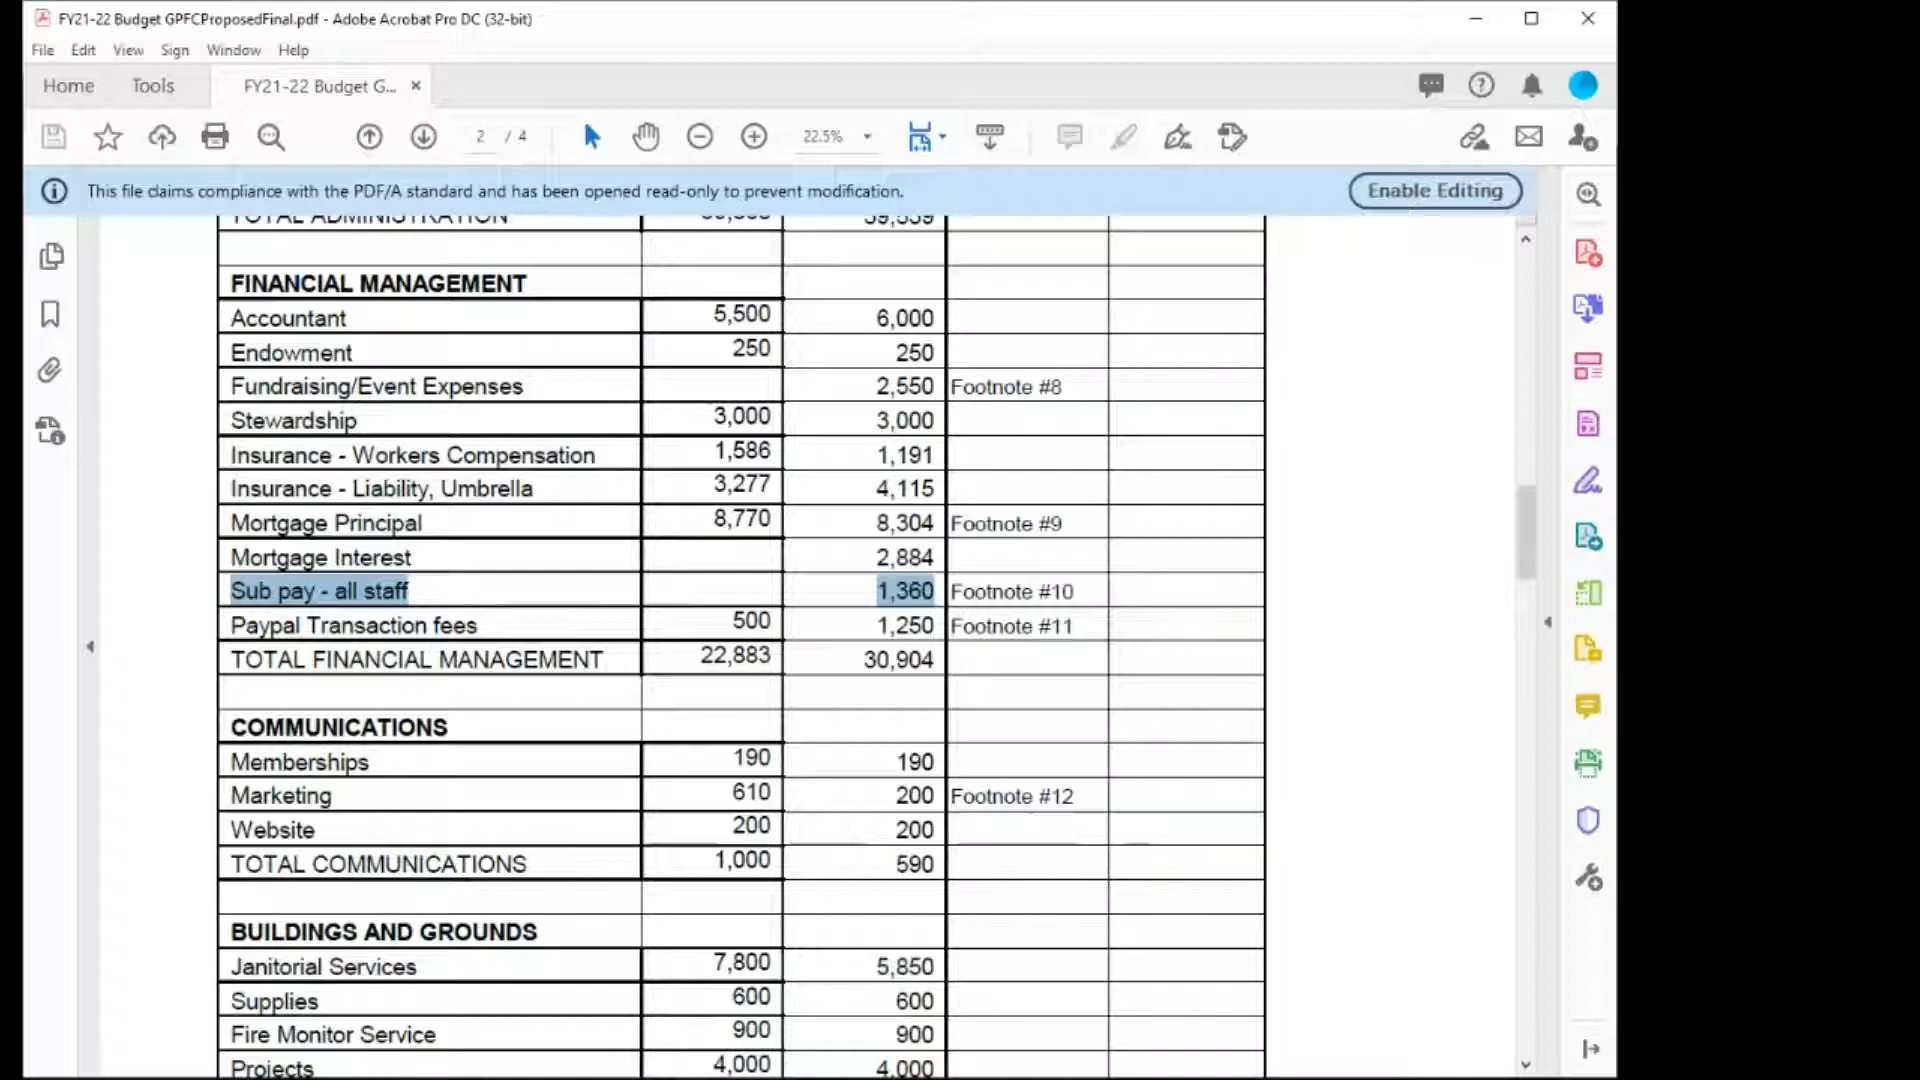 FY21-22 Budget GPFCProposedFinal.pdf - Adobe Acrobat Pro DC (32-bit)
File Edit View Sign Window Help
Home Tools FY21-22 Budget G...
2 / 4 22.5%
This file claims compliance with the PDF/A standard and has been opened read-only to prevent modification. Enable Editing
TOTAL ADMINISTRATION 39,539
FINANCIAL MANAGEMENT
Accountant 5,500 6,000
Endowment 250 250
Fundraising/Event Expenses 2,550 Footnote #8
Stewardship 3,000 3,000
Insurance - Workers Compensation 1,586 1,191
Insurance - Liability, Umbrella 3,277 4,115
Mortgage Principal 8,770 8,304 Footnote #9
Mortgage Interest 2,884
Sub pay - all staff 1,360 Footnote #10
Paypal Transaction fees 500 1,250 Footnote #11
TOTAL FINANCIAL MANAGEMENT 22,883 30,904
COMMUNICATIONS
Memberships 190 190
Marketing 610 200 Footnote #12
Website 200 200
TOTAL COMMUNICATIONS 1,000 590
BUILDINGS AND GROUNDS
Janitorial Services 7,800 5,850
Supplies 600 600
Fire Monitor Service 900 900
Projects 4,000 4,000